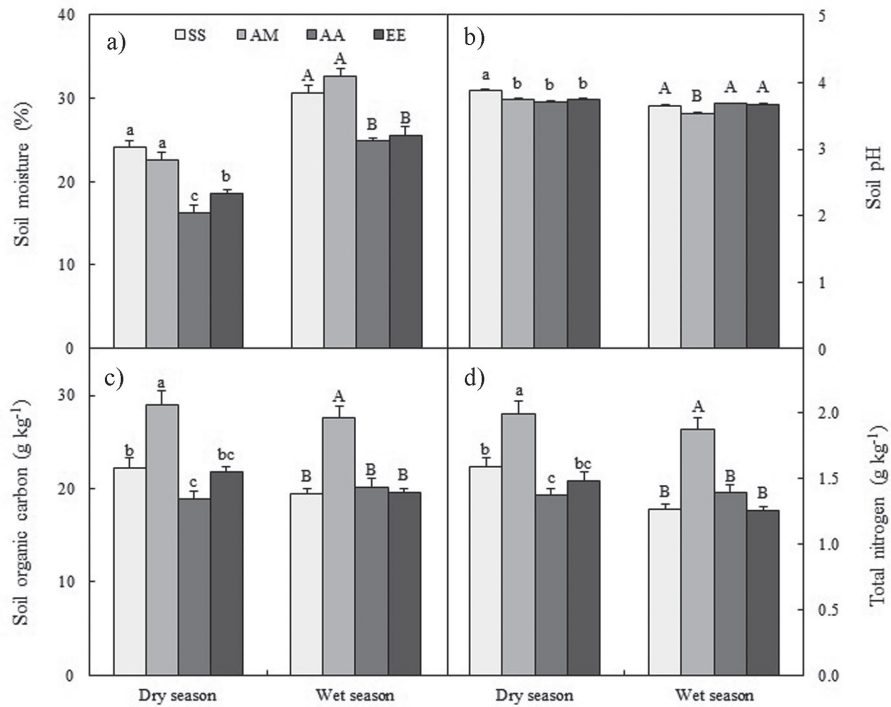 40
30
20
10
0
Soil moisture (%)
a)
SS AM AA EE
a a c b
A A B B
b)
a b b b
A B A A
5
4
3
2
1
0
Soil pH
30
20
10
0
Soil organic carbon (g kg-1)
c)
b a c bc
B A B B
d)
b a c bc
B A B B
2.0
1.5
1.0
0.5
0.0
Total nitrogen (g kg-1)
Dry season Wet season Dry season Wet season